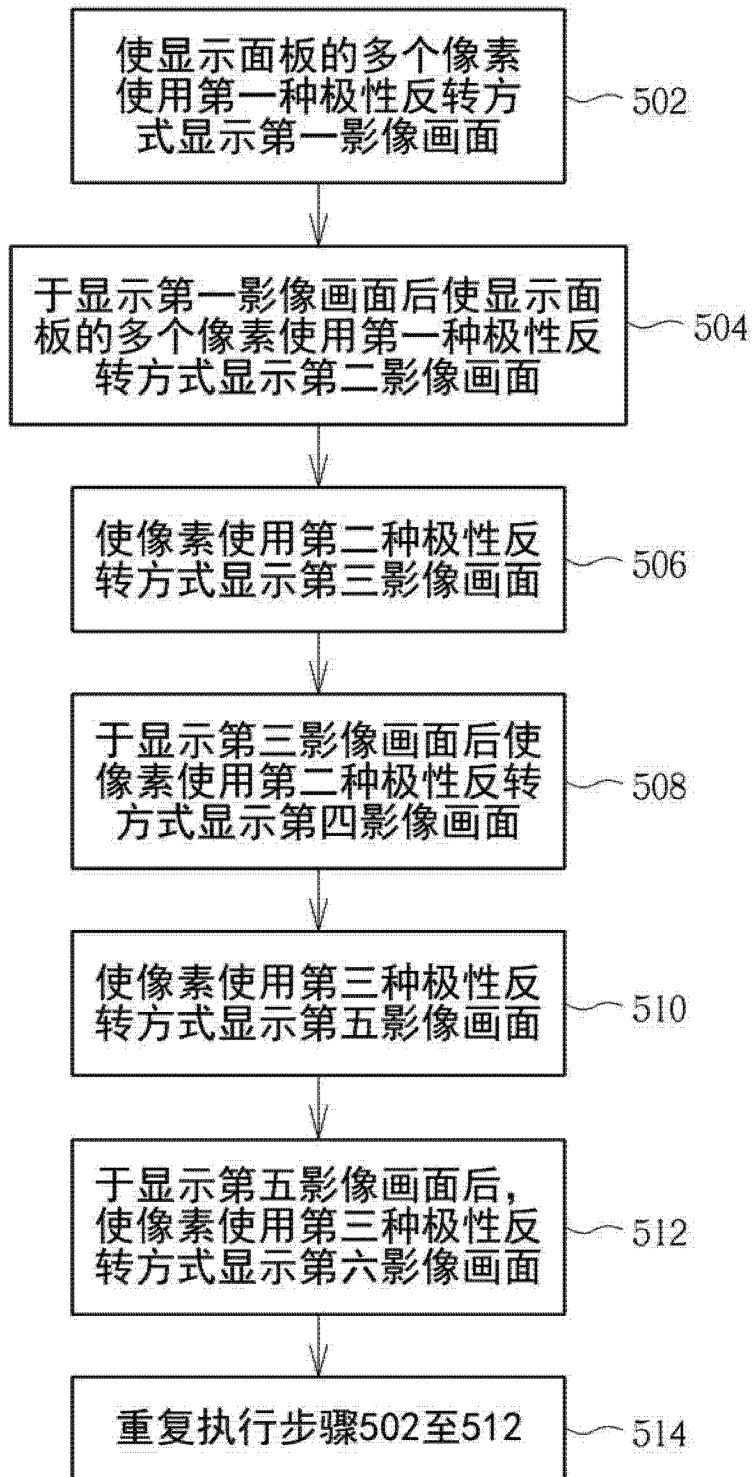 使显示面板的多个像素
使用第一种极性反转方
式显示第一影像画面
502
于显示第一影像画面后使显示面
板的多个像素使用第一种极性反
转方式显示第二影像画面
504
使像素使用第二种极性反
转方式显示第三影像画面
506
于显示第三影像画面后使
像素使用第二种极性反转
方式显示第四影像画面
508
使像素使用第三种极性反
转方式显示第五影像画面
510
于显示第五影像画面后，
使像素使用第三种极性反
转方式显示第六影像画面
512
重复执行步骤502至512
514